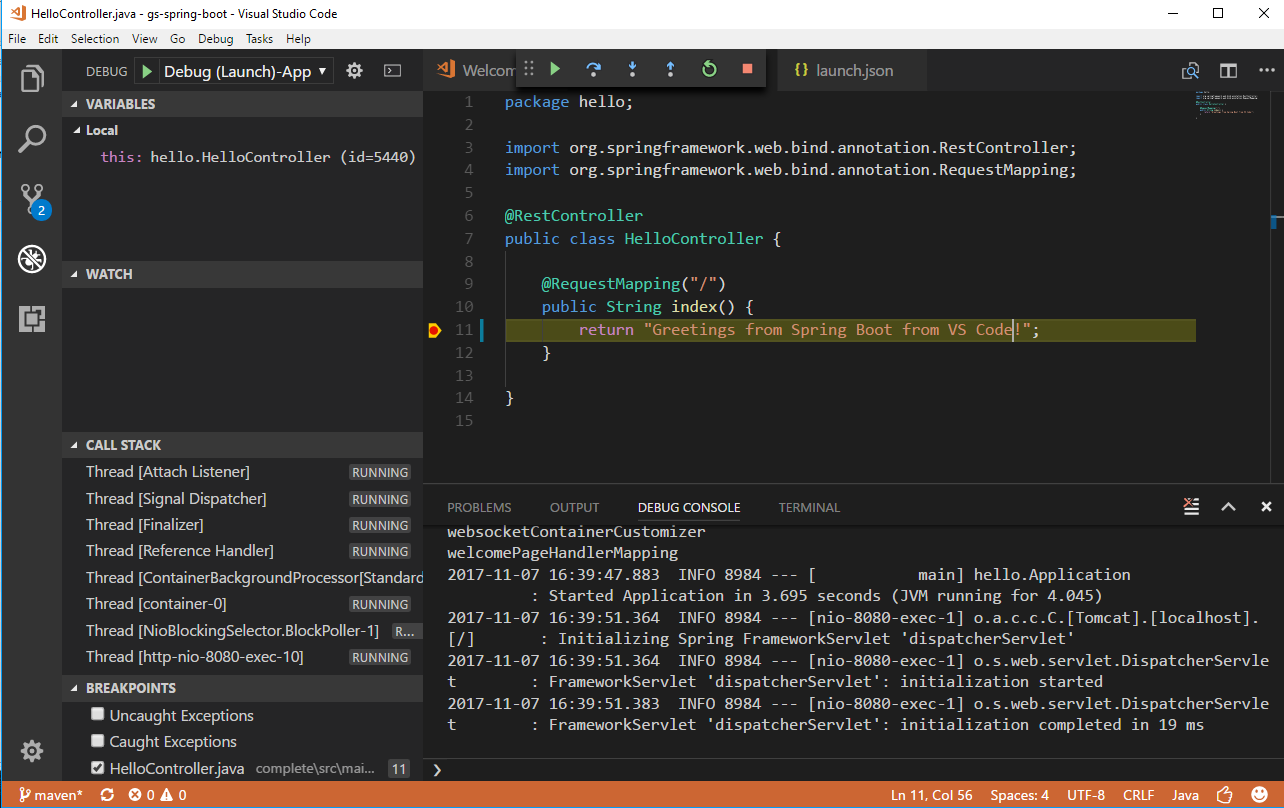 HelloController.java - gs-spring-boot - Visual Studio Code
File Edit Selection View Go Debug Tasks Help
DEBUG Debug (Launch)-App
VARIABLES
Local
this: hello.HelloController (id=5440)
WATCH
CALL STACK
Thread [Attach Listener] RUNNING
Thread [Signal Dispatcher] RUNNING
Thread [Finalizer] RUNNING
Thread [Reference Handler] RUNNING
Thread [ContainerBackgroundProcessor[Standard
Thread [container-0] RUNNING
Thread [NioBlockingSelector.BlockPoller-1] R...
Thread [http-nio-8080-exec-10] RUNNING
BREAKPOINTS
Uncaught Exceptions
Caught Exceptions
HelloController.java complete\src\mai... 11
2
Welcom {} launch.json
1 package hello;
2
3 import org.springframework.web.bind.annotation.RestController;
4 import org.springframework.web.bind.annotation.RequestMapping;
5
6 @RestController
7 public class HelloController {
8
9 @RequestMapping("/")
10 public String index() {
11 return "Greetings from Spring Boot from VS Code!";
12 }
13
14 }
15
PROBLEMS OUTPUT DEBUG CONSOLE TERMINAL
websocketContainerCustomizer
welcomePageHandlerMapping
2017-11-07 16:39:47.883  INFO 8984 --- [           main] hello.Application
: Started Application in 3.695 seconds (JVM running for 4.045)
2017-11-07 16:39:51.364  INFO 8984 --- [nio-8080-exec-1] o.a.c.c.C.[Tomcat].[localhost].
[/]       : Initializing Spring FrameworkServlet 'dispatcherServlet'
2017-11-07 16:39:51.364  INFO 8984 --- [nio-8080-exec-1] o.s.web.servlet.DispatcherServle
t        : FrameworkServlet 'dispatcherServlet': initialization started
2017-11-07 16:39:51.383  INFO 8984 --- [nio-8080-exec-1] o.s.web.servlet.DispatcherServle
t        : FrameworkServlet 'dispatcherServlet': initialization completed in 19 ms
maven* 0 0 Ln 11, Col 56 Spaces: 4 UTF-8 CRLF Java